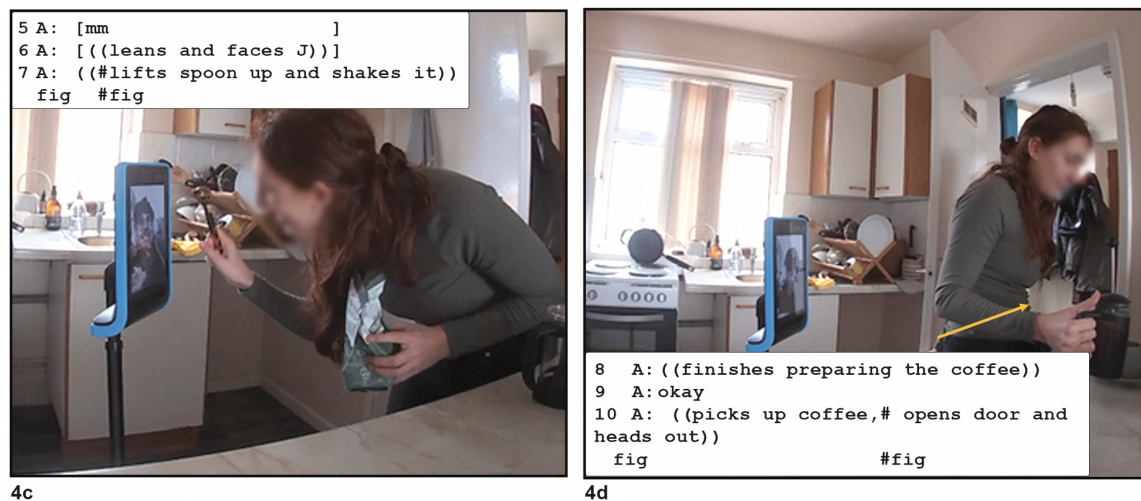 5 A: [mm ]
6 A: [((leans and faces J))]
7 A: ((#lifts spoon up and shakes it))
fig #fig
4c
8 A: ((finishes preparing the coffee))
9 A: okay
10 A: ((picks up coffee,# opens door and
heads out))
fig #fig
4d